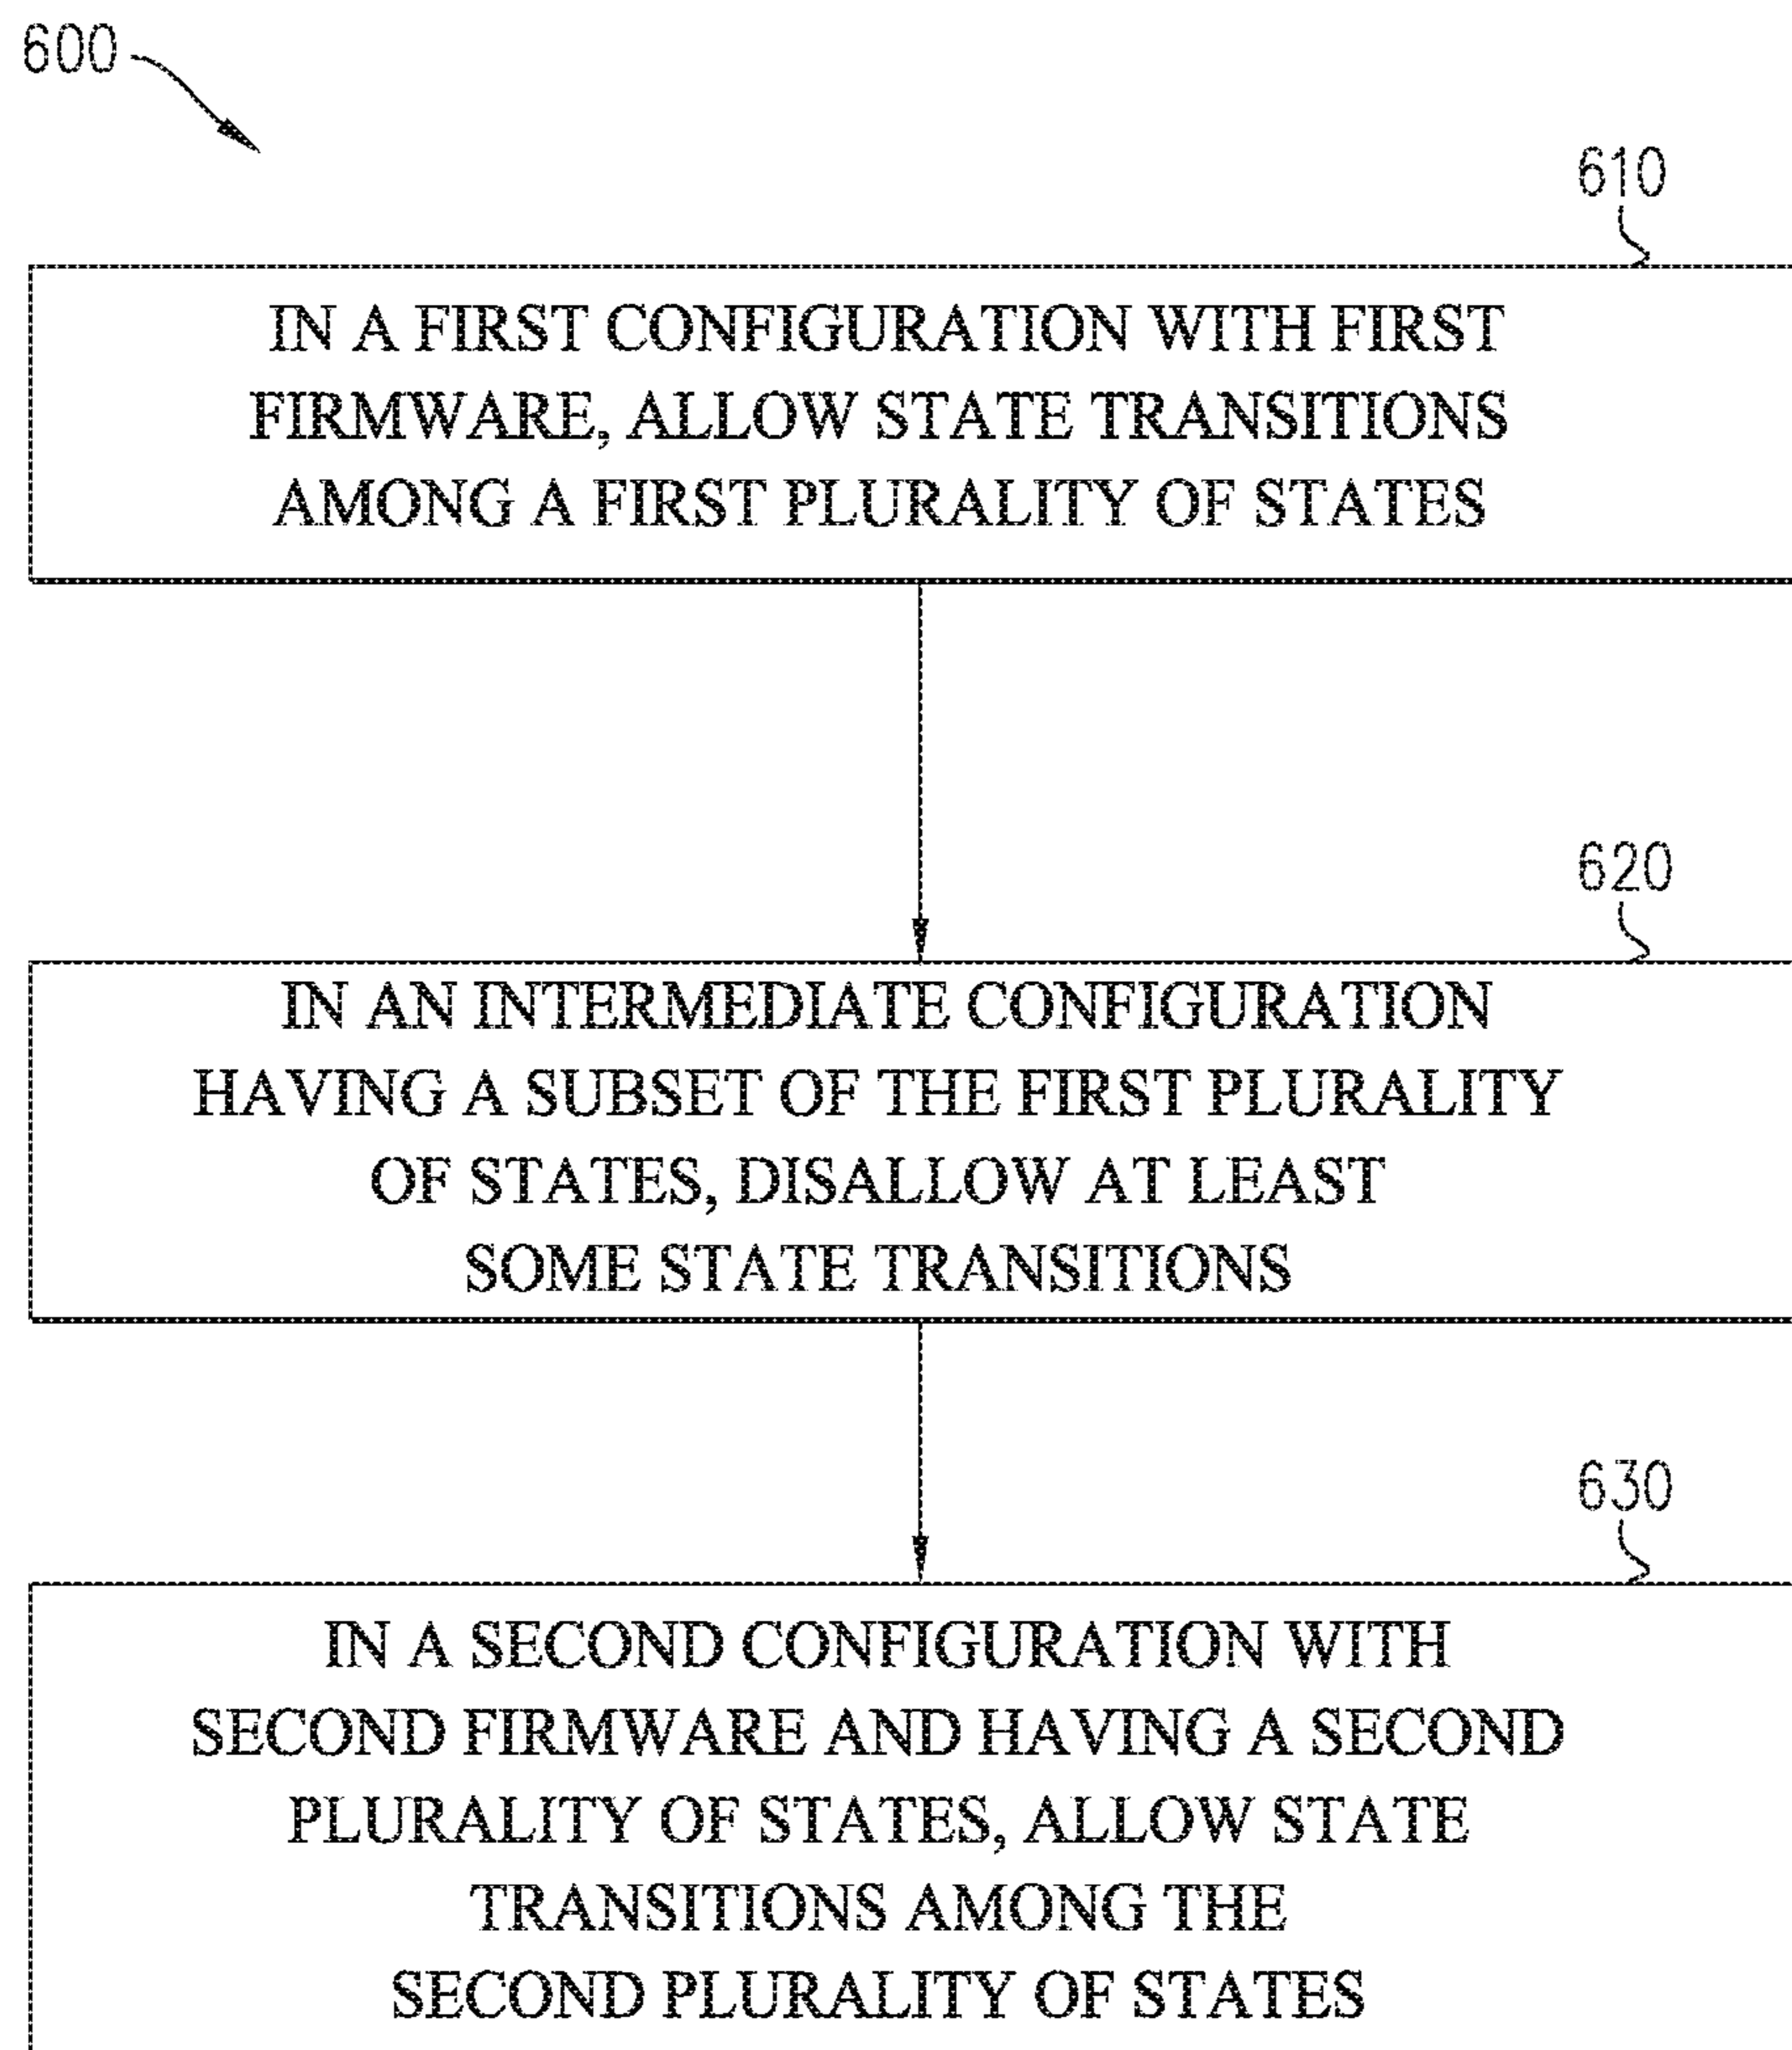 600
610
IN A FIRST CONFIGURATION WITH FIRST
FIRMWARE, ALLOW STATE TRANSITIONS
AMONG A FIRST PLURALITY OF STATES
620
IN AN INTERMEDIATE CONFIGURATION
HAVING A SUBSET OF THE FIRST PLURALITY
OF STATES, DISALLOW AT LEAST
SOME STATE TRANSITIONS
630
IN A SECOND CONFIGURATION WITH
SECOND FIRMWARE AND HAVING A SECOND
PLURALITY OF STATES, ALLOW STATE
TRANSITIONS AMONG THE
SECOND PLURALITY OF STATES